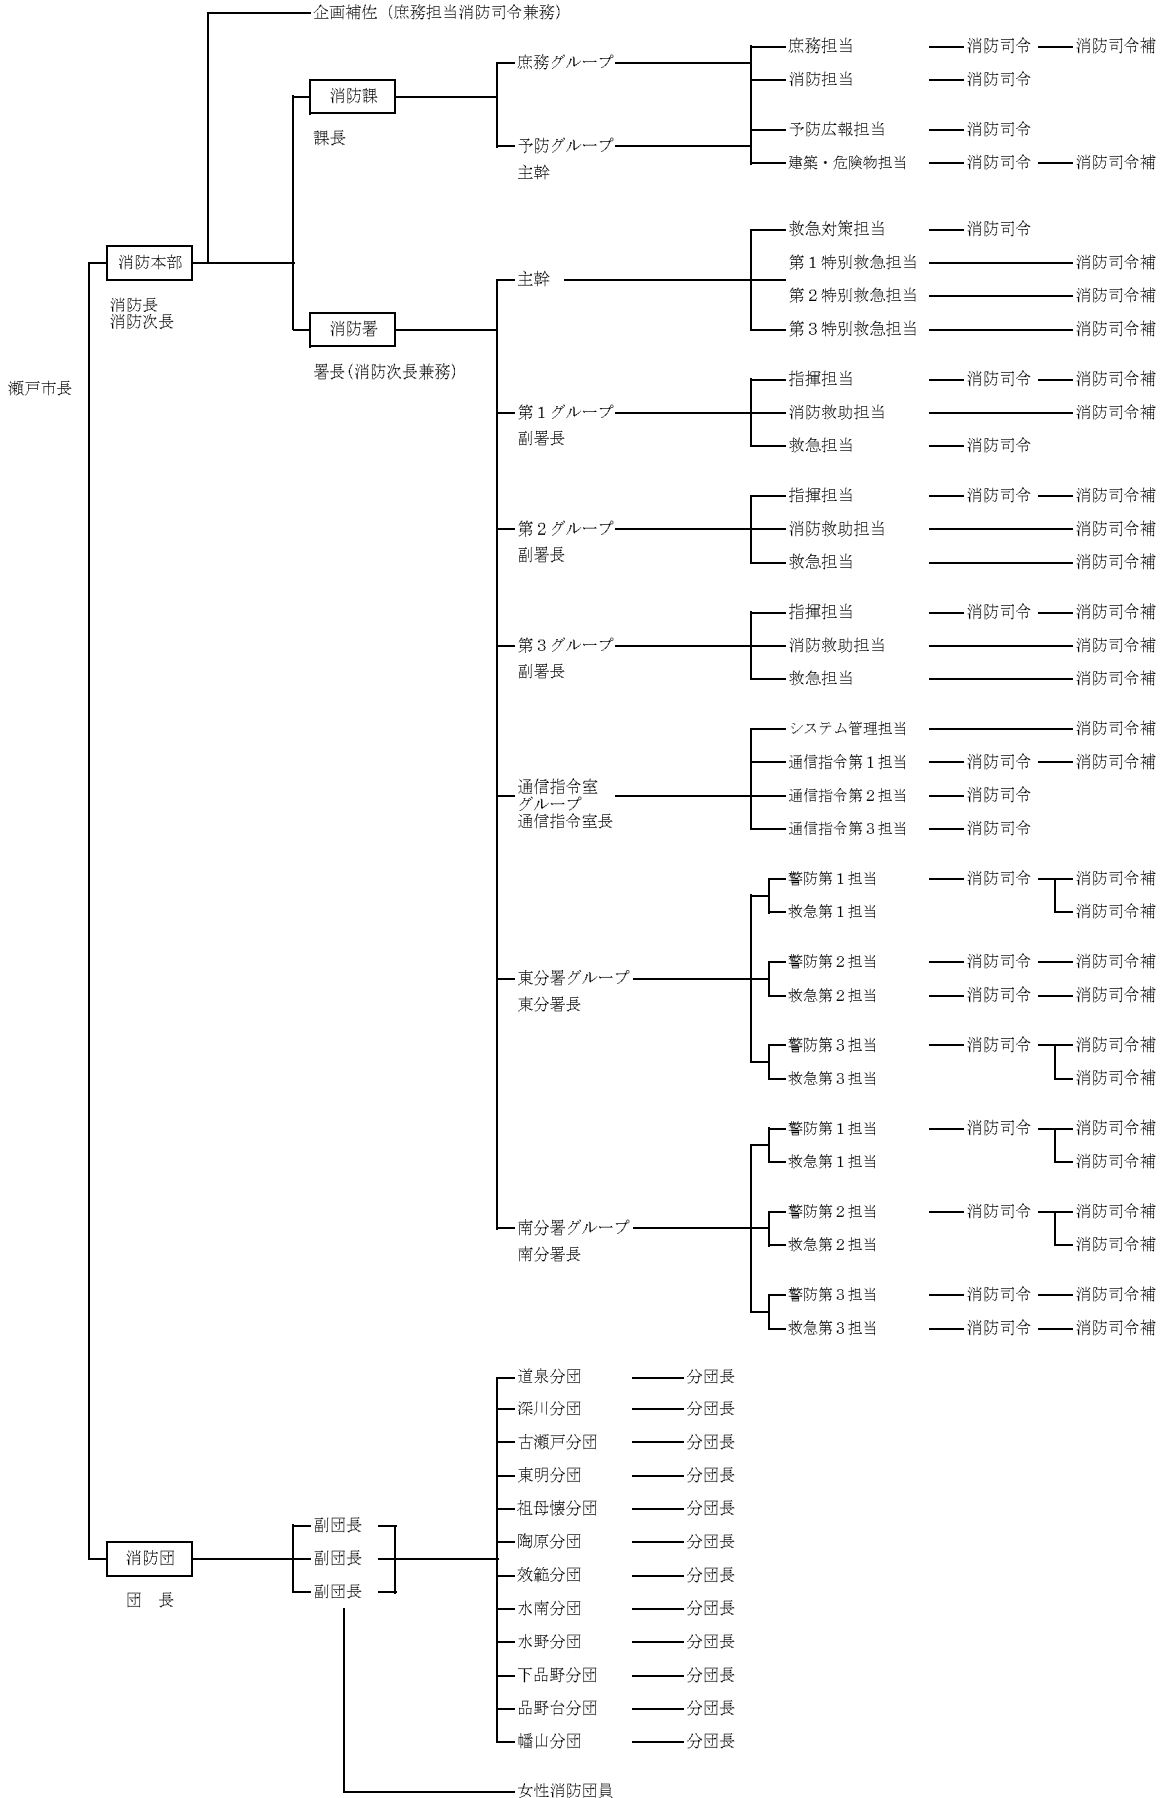 企画補佐（庶務担当消防司令兼務）
庶務担当 消防司令 消防司令補
庶務グループ
消防担当 消防司令
消防課
予防広報担当 消防司令
課長
予防グループ
建築・危険物担当 消防司令 消防司令補
主幹
救急対策担当 消防司令
消防本部
第１特別救急担当 消防司令補
主幹
第２特別救急担当 消防司令補
消防長
消防次長
消防署
第３特別救急担当 消防司令補
署長（消防次長兼務）
瀬戸市長
指揮担当 消防司令 消防司令補
第１グループ
消防救助担当 消防司令補
副署長
救急担当 消防司令
指揮担当 消防司令 消防司令補
第２グループ
消防救助担当 消防司令補
副署長
救急担当 消防司令補
指揮担当 消防司令 消防司令補
第３グループ
消防救助担当 消防司令補
副署長
救急担当 消防司令補
システム管理担当 消防司令補
通信指令第１担当 消防司令 消防司令補
通信指令室
グループ
通信指令室長
通信指令第２担当 消防司令
通信指令第３担当 消防司令
警防第１担当 消防司令 消防司令補
救急第１担当 消防司令補
警防第２担当 消防司令 消防司令補
東分署グループ
東分署長
救急第２担当 消防司令 消防司令補
警防第３担当 消防司令 消防司令補
救急第３担当 消防司令補
警防第１担当 消防司令 消防司令補
救急第１担当 消防司令補
警防第２担当 消防司令 消防司令補
南分署グループ
南分署長
救急第２担当 消防司令補
警防第３担当 消防司令 消防司令補
救急第３担当 消防司令 消防司令補
道泉分団 分団長
深川分団 分団長
古瀬戸分団 分団長
東明分団 分団長
祖母懐分団 分団長
副団長
陶原分団 分団長
消防団
副団長
効範分団 分団長
副団長
団　長
水南分団 分団長
水野分団 分団長
下品野分団 分団長
品野台分団 分団長
幡山分団 分団長
女性消防団員